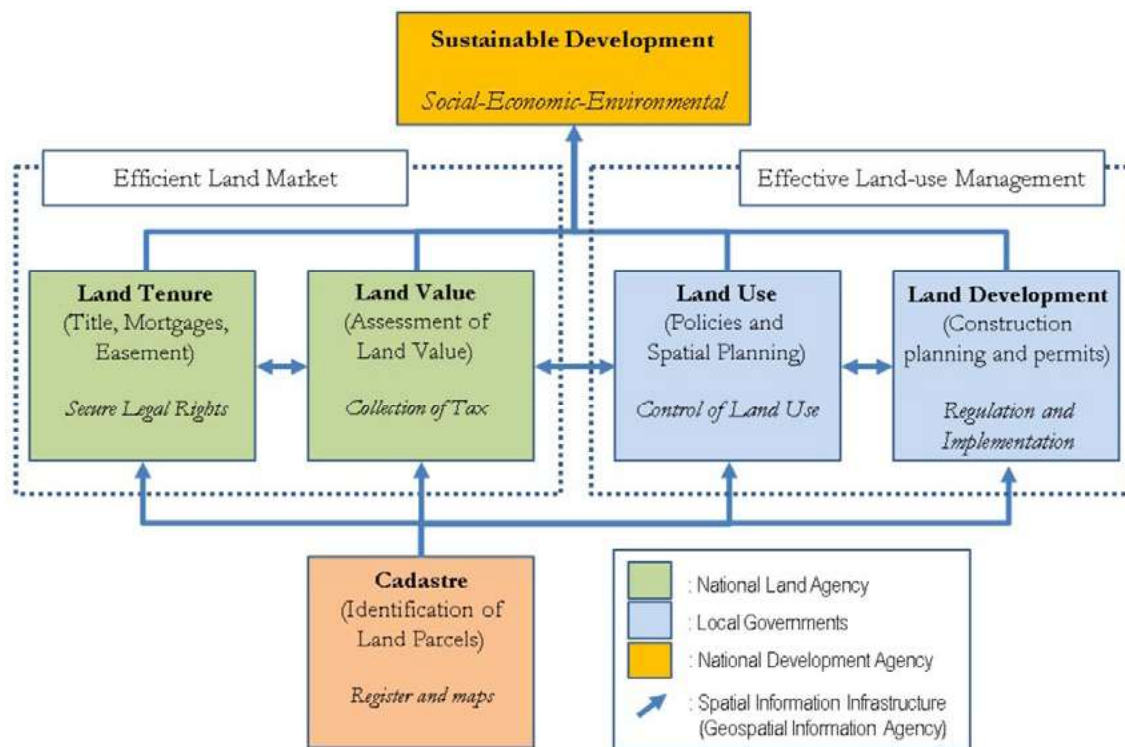 Sustainable Development
Social-Economic-Environmental
Efficient Land Market
Effective Land-use Management
Land Tenure
(Title, Mortgages,
Easement)
Secure Legal Rights
Land Value
(Assessment of
Land Value)
Collection of Tax
Land Use
(Policies and
Spatial Planning)
Control of Land Use
Land Development
(Construction
planning and permits)
Regulation and
Implementation
Cadastre
(Identification of
Land Parcels)
Register and maps
: National Land Agency
: Local Governments
: National Development Agency
: Spatial Information Infrastructure
(Geospatial Information Agency)